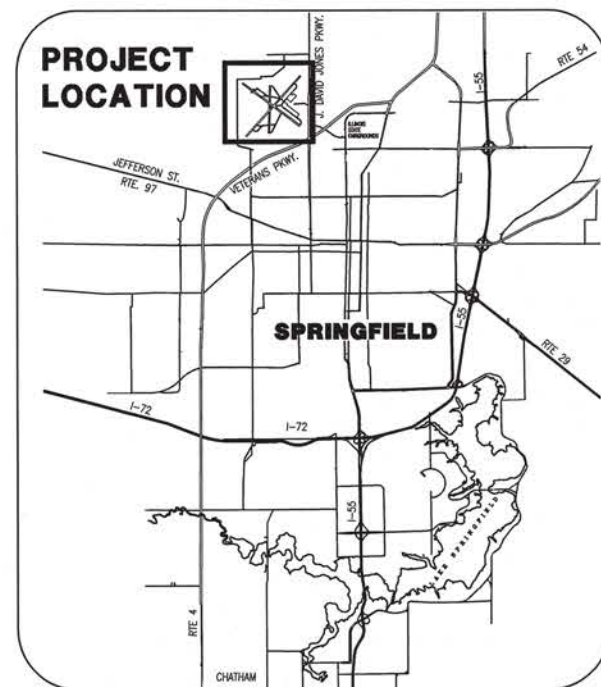 PROJECT
LOCATION
J. DAVID JONES PKWY.
I-55
RTE 54
ILLINOIS
STATE
FAIRGROUNDS
JEFFERSON ST.
RTE. 97
VETERANS PKWY.
SPRINGFIELD
I-55
RTE 29
I-72
I-72
I-55
LAKE SPRINGFIELD
RTE 4
CHATHAM